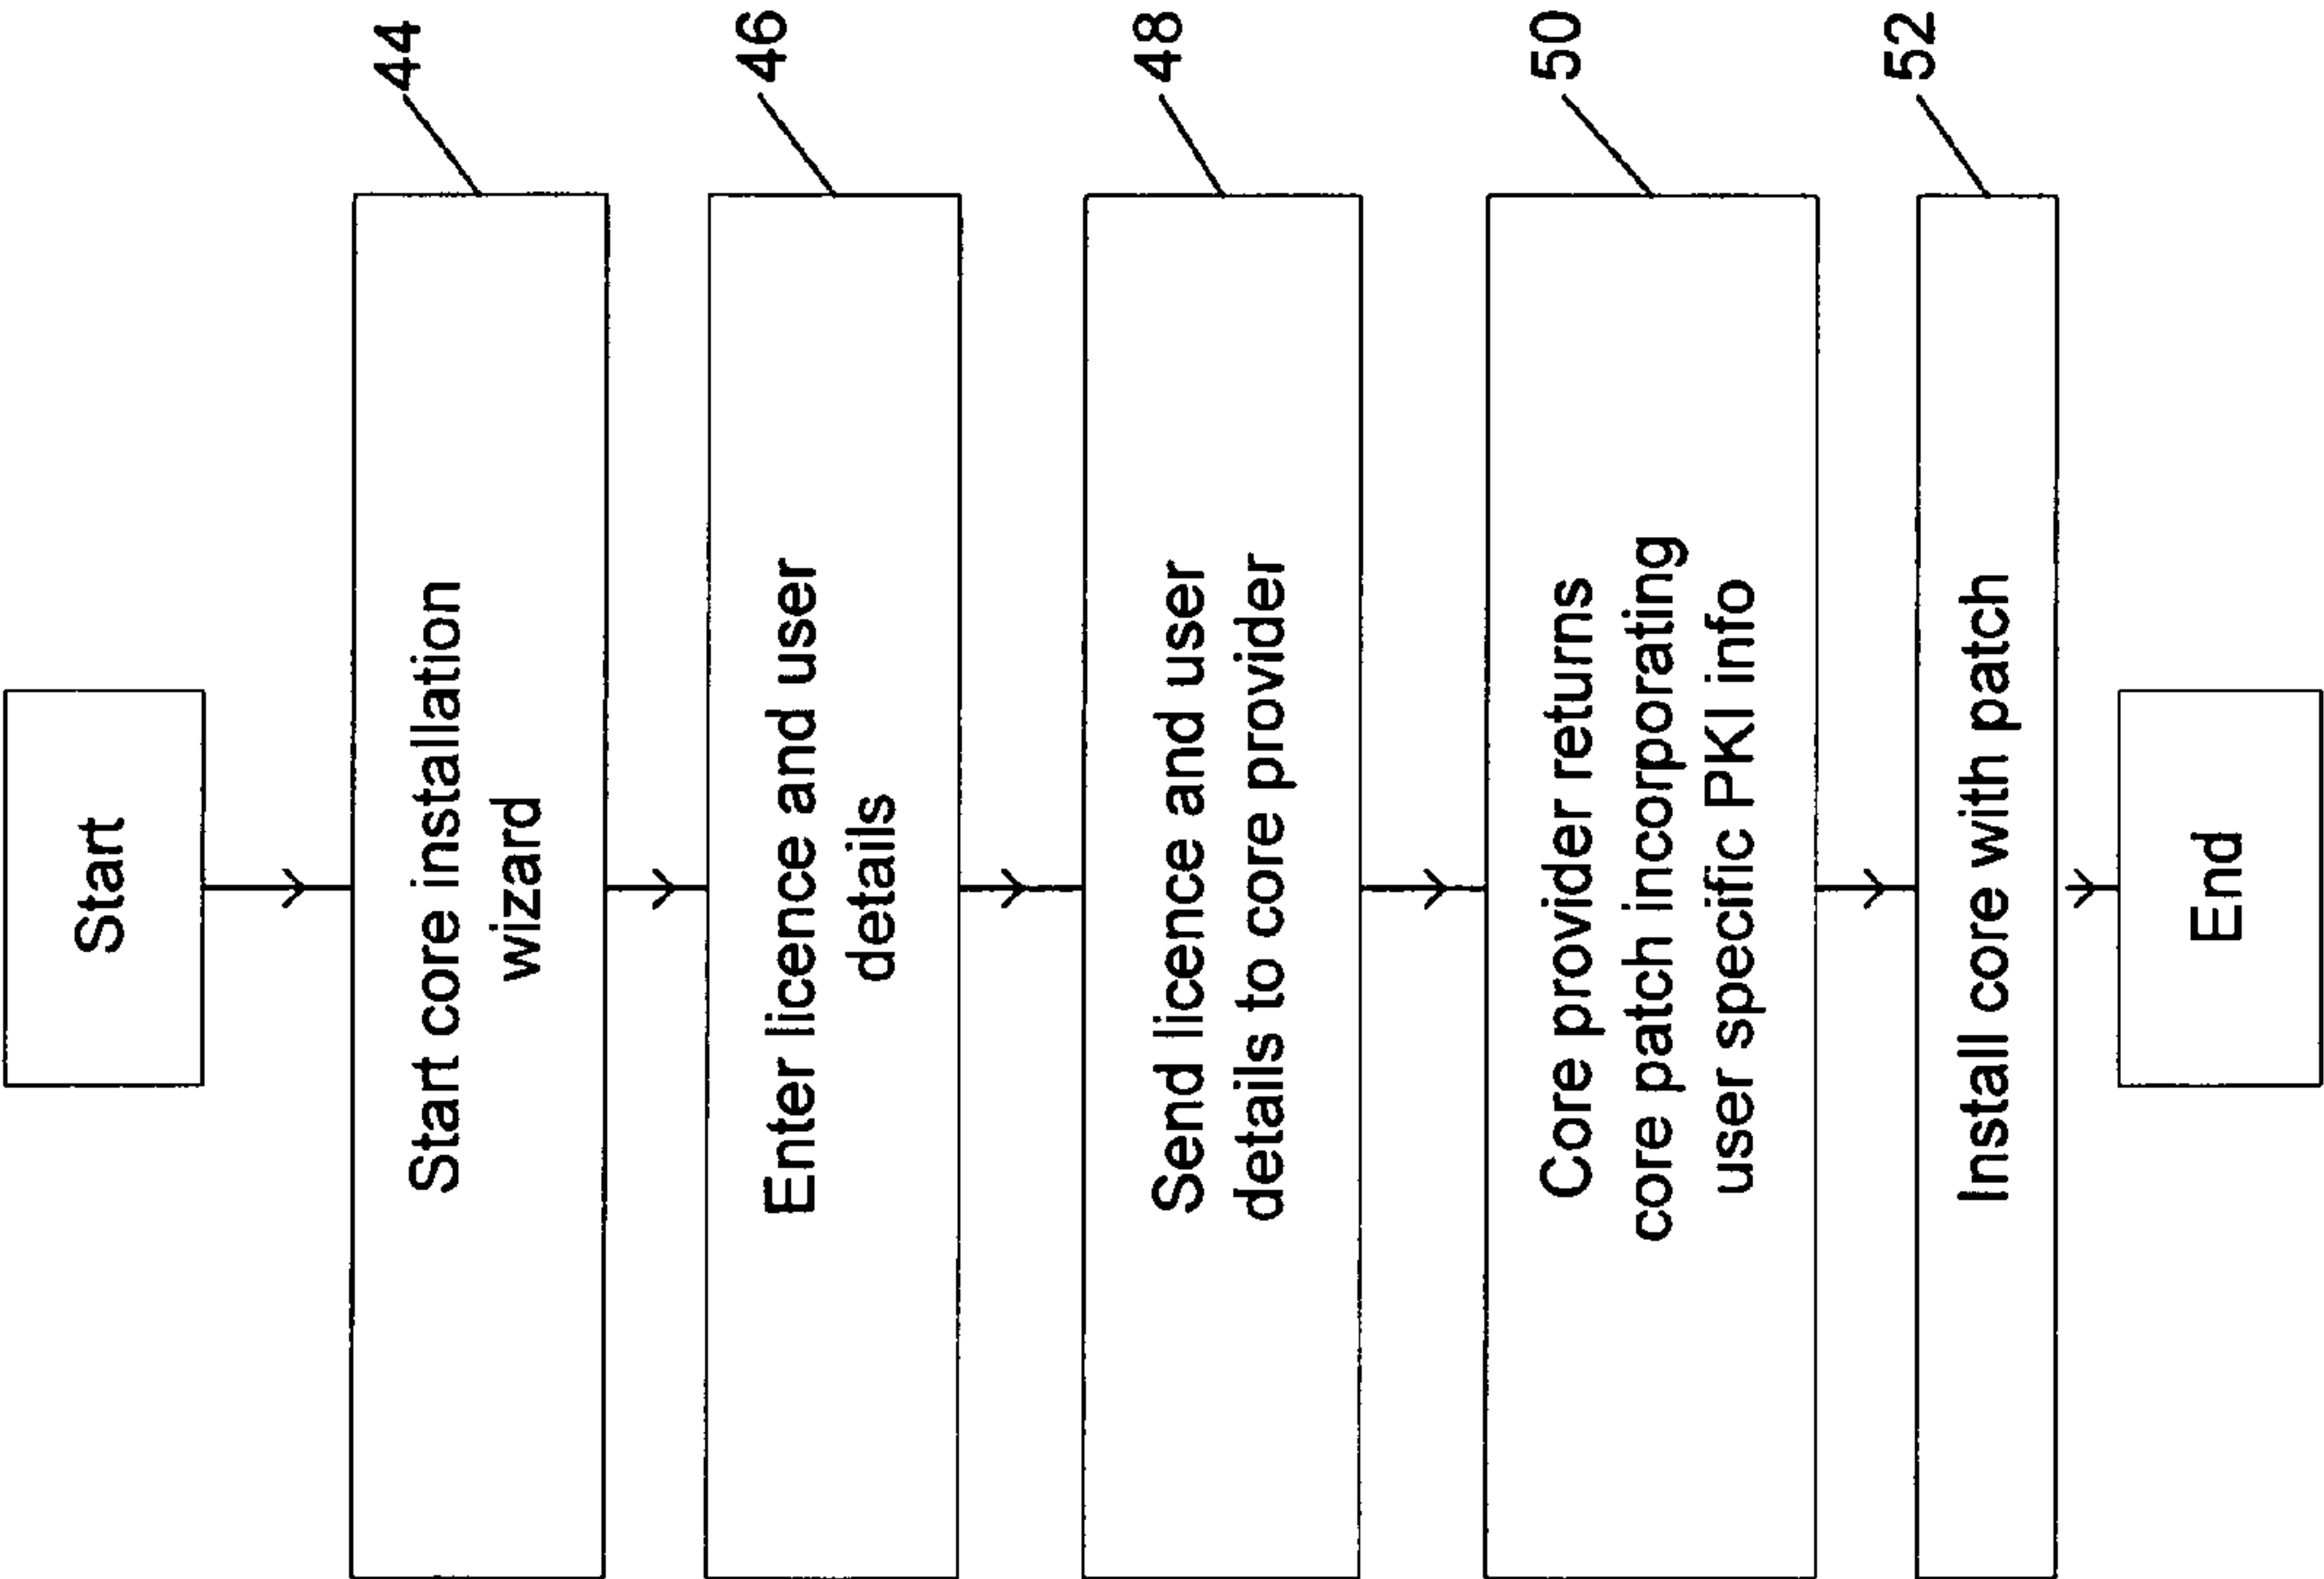 Start
44
Start core installation
wizard
46
Enter licence and user
details
48
Send licence and user
details to core provider
50
Core provider returns
core patch incorporating
user specific PKI info
52
Install core with patch
End